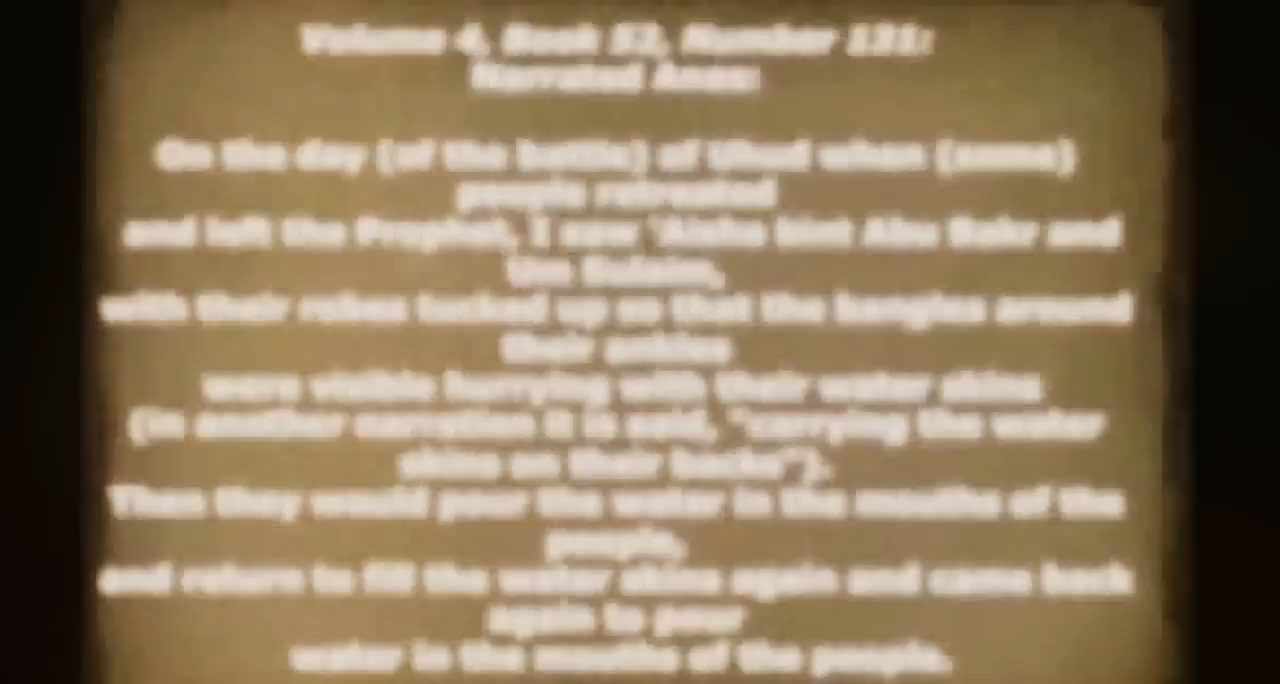 Volume 4, Book 52, Number 131:
Narrated Anas:
On the day (of the battle) of Uhud when (some)
people retreated
and left the Prophet, I saw 'Aisha bint Abu Bakr and
Um Sulaim,
with their robes tucked up so that the bangles around
their ankles
were visible hurrying with their water skins
(in another narration it is said, "carrying the water
skins on their backs").
Then they would pour the water in the mouths of the
people,
and return to fill the water skins again and came back
again to pour
water in the mouths of the people.